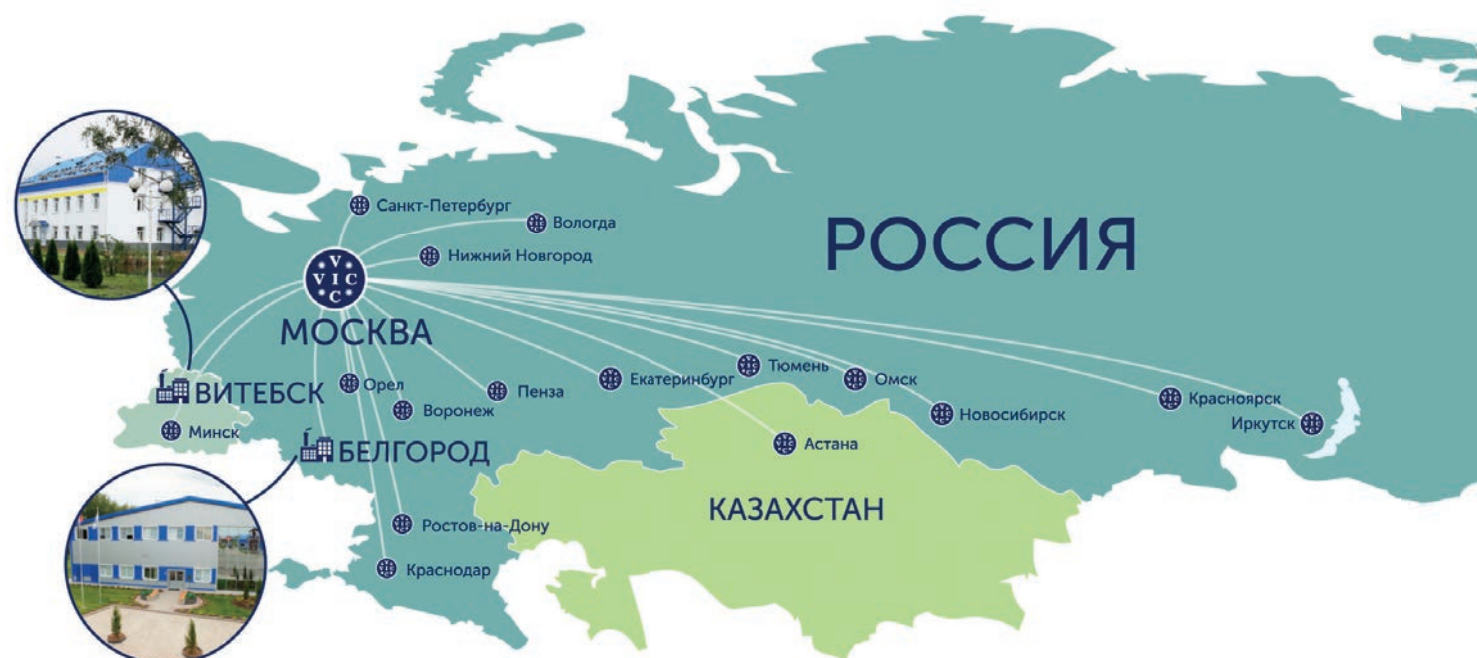 Санкт-Петербург
Вологда
Нижний Новгород
РОССИЯ
V
VIC
C
МОСКВА
ВИТЕБСК
Орел
Воронеж
Пенза
Екатеринбург
Тюмень
Омск
Новосибирск
Красноярск
Иркутск
Минск
БЕЛГОРОД
Астана
КАЗАХСТАН
Ростов-на-Дону
Краснодар